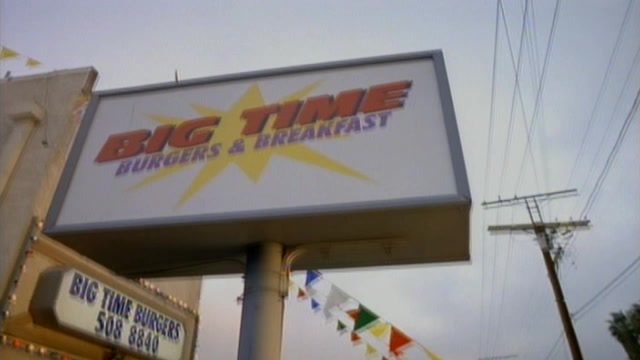 BIG TIME
BURGERS & BREAKFAST
BIG TIME BURGERS
508 8840